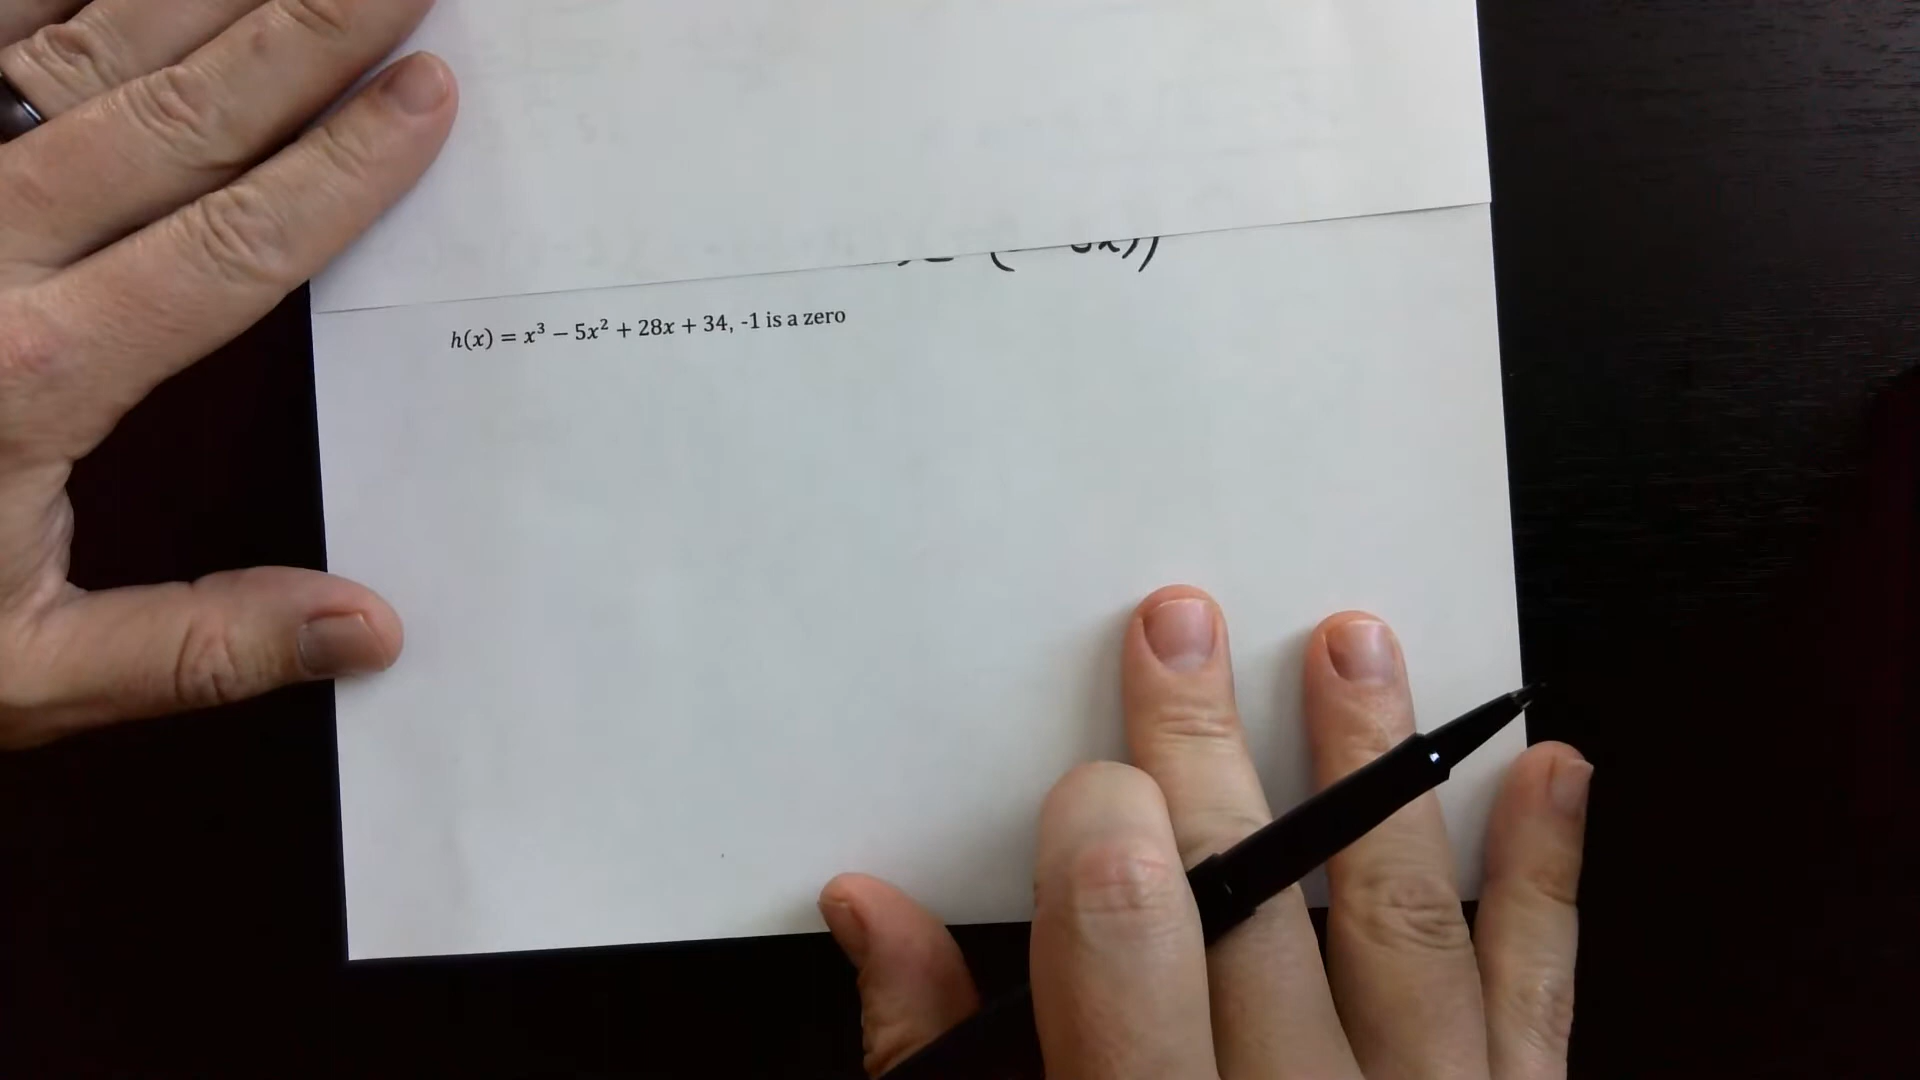 h(x) = x³ − 5x² + 28x + 34, -1 is a zero